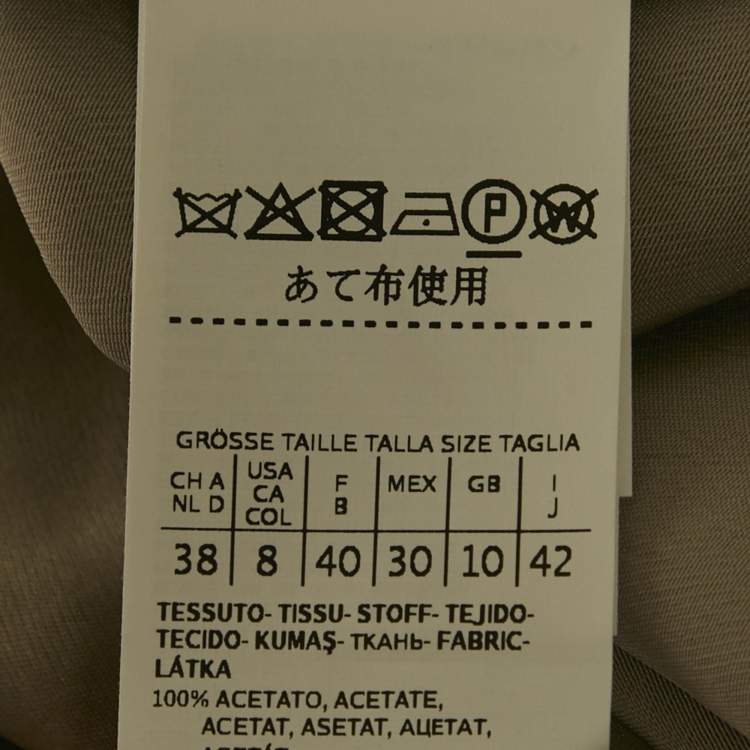 P W
あて布使用
GRÖSSE TAILLE TALLA SIZE TAGLIA
CH A NL D USA CA COL F B MEX GB I J
38 8 40 30 10 42
TESSUTO- TISSU- STOFF- TEJIDO-
TECIDO- KUMAŞ- ТКАНЬ- FABRIC-
LÁTKA
100% ACETATO, ACETATE,
ACETAT, ASETAT, АЦЕТАТ,